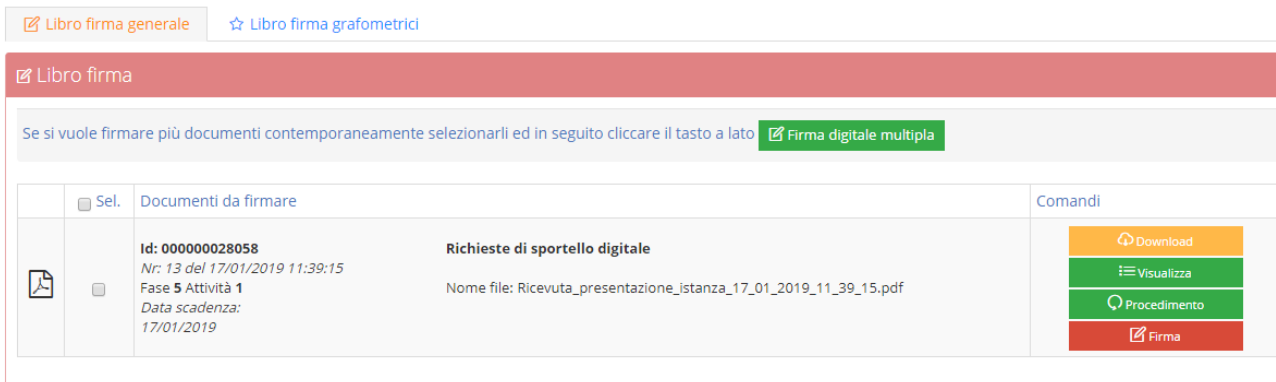 Libro firma generale
Libro firma grafometrici
Libro firma
Se si vuole firmare più documenti contemporaneamente selezionarli ed in seguito cliccare il tasto a lato Firma digitale multipla
Sel. Documenti da firmare Comandi
Id: 000000028058
Nr: 13 del 17/01/2019 11:39:15
Fase 5 Attività 1
Data scadenza:
17/01/2019
Richieste di sportello digitale
Nome file: Ricevuta_presentazione_istanza_17_01_2019_11_39_15.pdf
Download
Visualizza
Procedimento
Firma